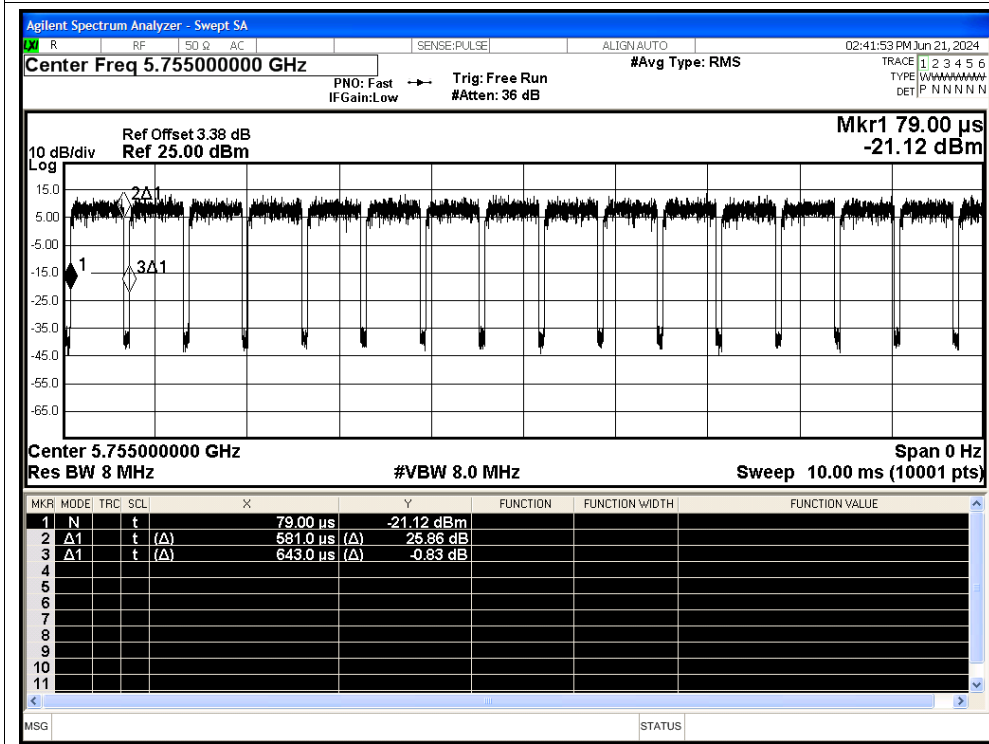 Agilent Spectrum Analyzer - Swept SA
LXI R RF 50 Ω AC SENSE:PULSE ALIGN AUTO 02:41:53 PM Jun 21, 2024
Center Freq 5.755000000 GHz
PNO: Fast
IFGain:Low
Trig: Free Run
#Atten: 36 dB
#Avg Type: RMS
TRACE 1 2 3 4 5 6
TYPE
DET P N N N N N
Mkr1 79.00 µs
-21.12 dBm
Ref Offset 3.38 dB
10 dB/div Ref 25.00 dBm
Log
15.0
5.00
-5.00
-15.0
-25.0
-35.0
-45.0
-55.0
-65.0
2Δ1
1
3Δ1
Center 5.755000000 GHz Span 0 Hz
Res BW 8 MHz #VBW 8.0 MHz Sweep 10.00 ms (10001 pts)
MKR MODE TRC SCL X Y FUNCTION FUNCTION WIDTH FUNCTION VALUE
1 N t 79.00 µs -21.12 dBm
2 Δ1 t (Δ) 581.0 µs (Δ) 25.86 dB
3 Δ1 t (Δ) 643.0 µs (Δ) -0.83 dB
4
5
6
7
8
9
10
11
MSG STATUS